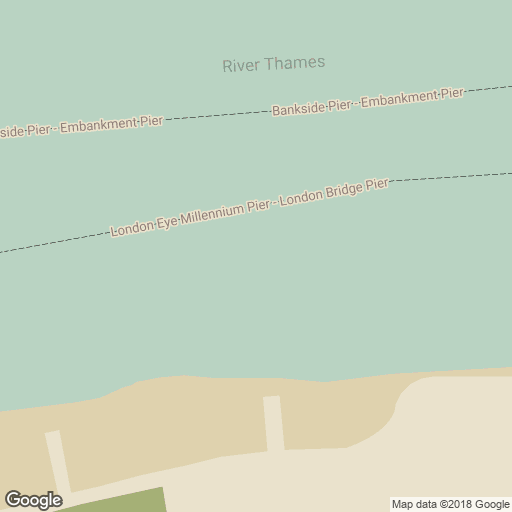 River Thames
Bankside Pier - Embankment Pier
side Pier - Embankment Pier
London Eye Millennium Pier - London Bridge Pier
Google
Map data ©2018 Google